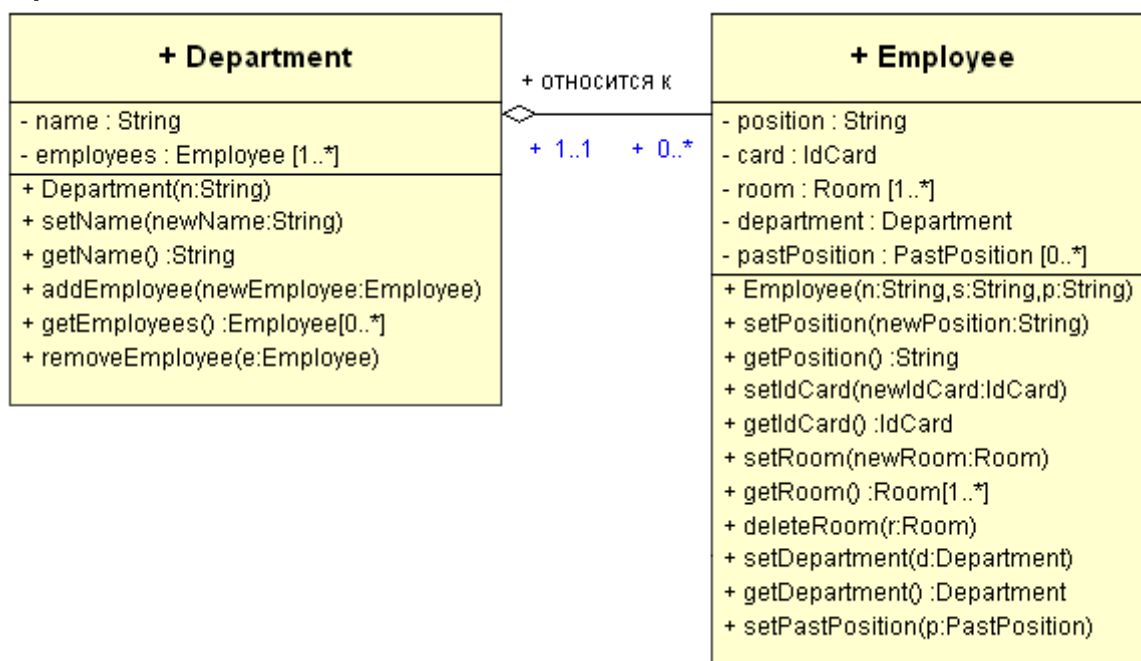 + Department
- name : String
- employees : Employee [1..*]
+ Department(n:String)
+ setName(newName:String)
+ getName() :String
+ addEmployee(newEmployee:Employee)
+ getEmployees() :Employee[0..*]
+ removeEmployee(e:Employee)
+ относится к
+ 1..1
+ 0..*
+ Employee
- position : String
- card : IdCard
- room : Room [1..*]
- department : Department
- pastPosition : PastPosition [0..*]
+ Employee(n:String,s:String,p:String)
+ setPosition(newPosition:String)
+ getPosition() :String
+ setIdCard(newIdCard:IdCard)
+ getIdCard() :IdCard
+ setRoom(newRoom:Room)
+ getRoom() :Room[1..*]
+ deleteRoom(r:Room)
+ setDepartment(d:Department)
+ getDepartment() :Department
+ setPastPosition(p:PastPosition)